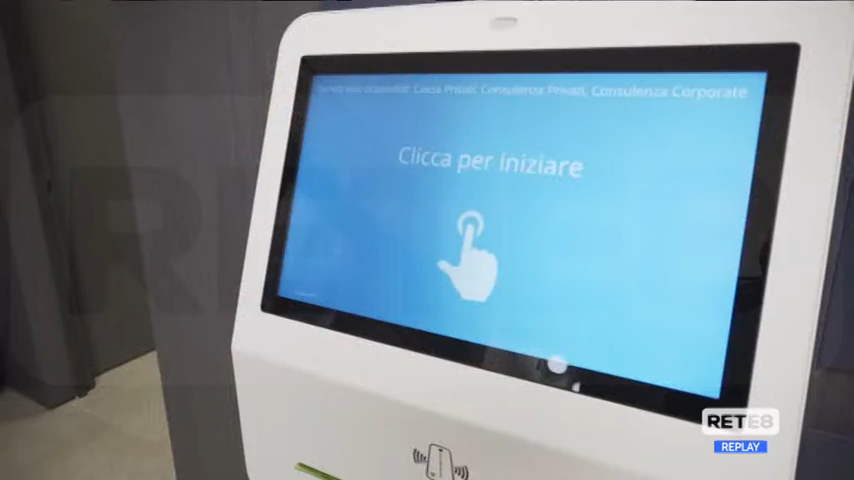 Cassa Privati, Consulenza Privati, Consulenza Corporate
Clicca per iniziare
RETE8
REPLAY